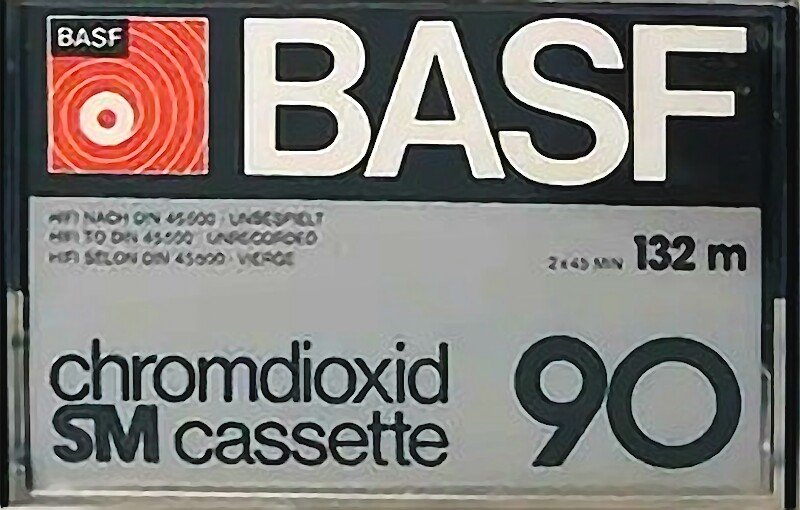 BASF
BASF
HIFI NACH DIN 45500 · UNBESPIELT
HIFI TO DIN 45500 · UNRECORDED
HIFI SELON DIN 45500 · VIERGE
2x45 MIN 132 m
chromdioxid
SM cassette
90